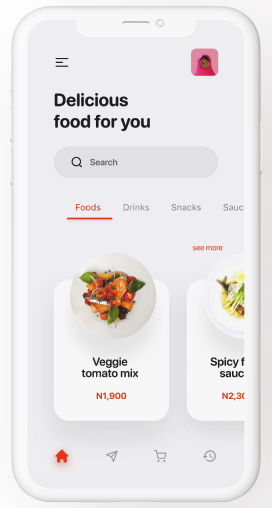 Delicious
food for you
Search
Foods Drinks Snacks Sauc
see more
Veggie
tomato mix
N1,900
Spicy f
sauc
N2,30